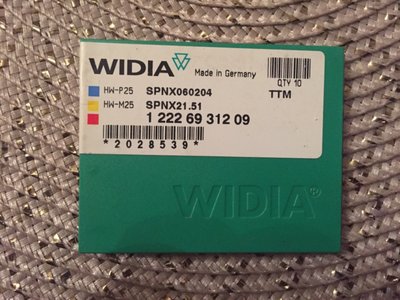 WIDIA Made in Germany
QTY 10
HW-P25 SPNX060204 TTM
HW-M25 SPNX21.51
1 222 69 312 09
*2028539*
WIDIA®